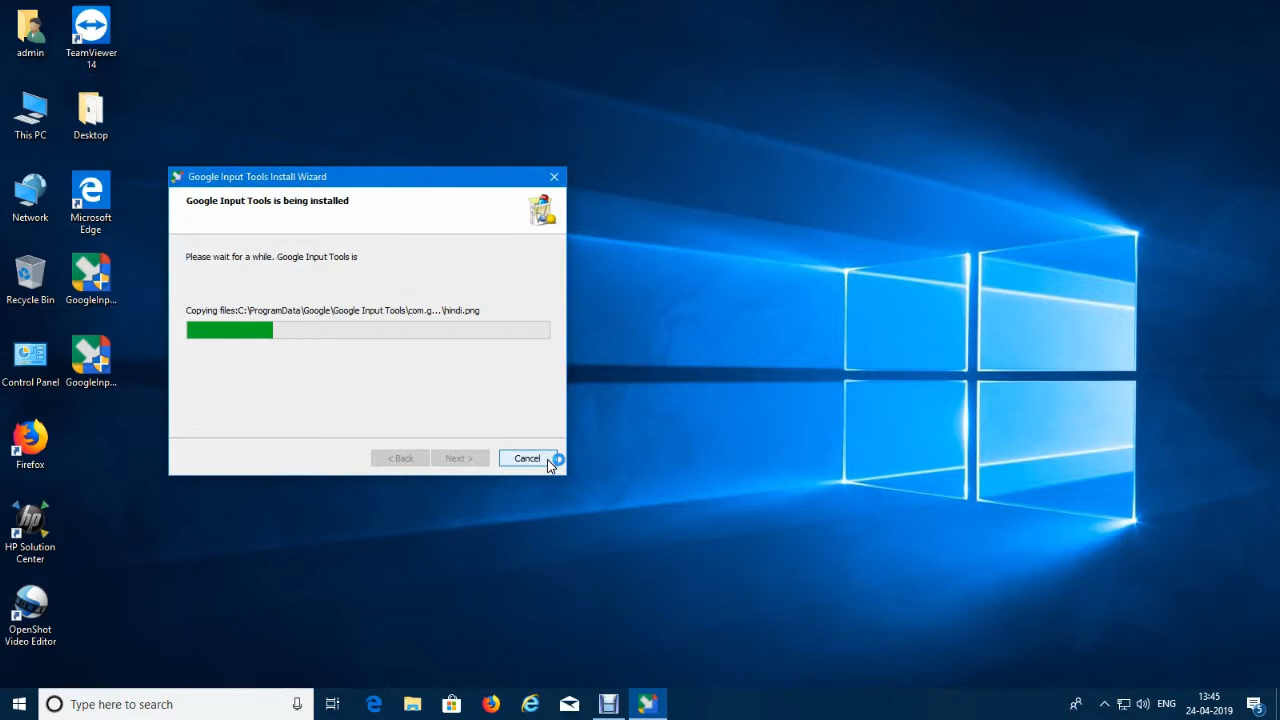 admin
TeamViewer
14
This PC
Desktop
Network
Microsoft
Edge
Recycle Bin
GoogleInp...
Control Panel
GoogleInp...
Firefox
HP Solution
Center
OpenShot
Video Editor
Google Input Tools Install Wizard
Google Input Tools is being installed
Please wait for a while. Google Input Tools is
Copying files:C:\ProgramData\Google\Google Input Tools\com.g...\hindi.png
< Back
Next >
Cancel
Type here to search
ENG
13:45
24-04-2019
5